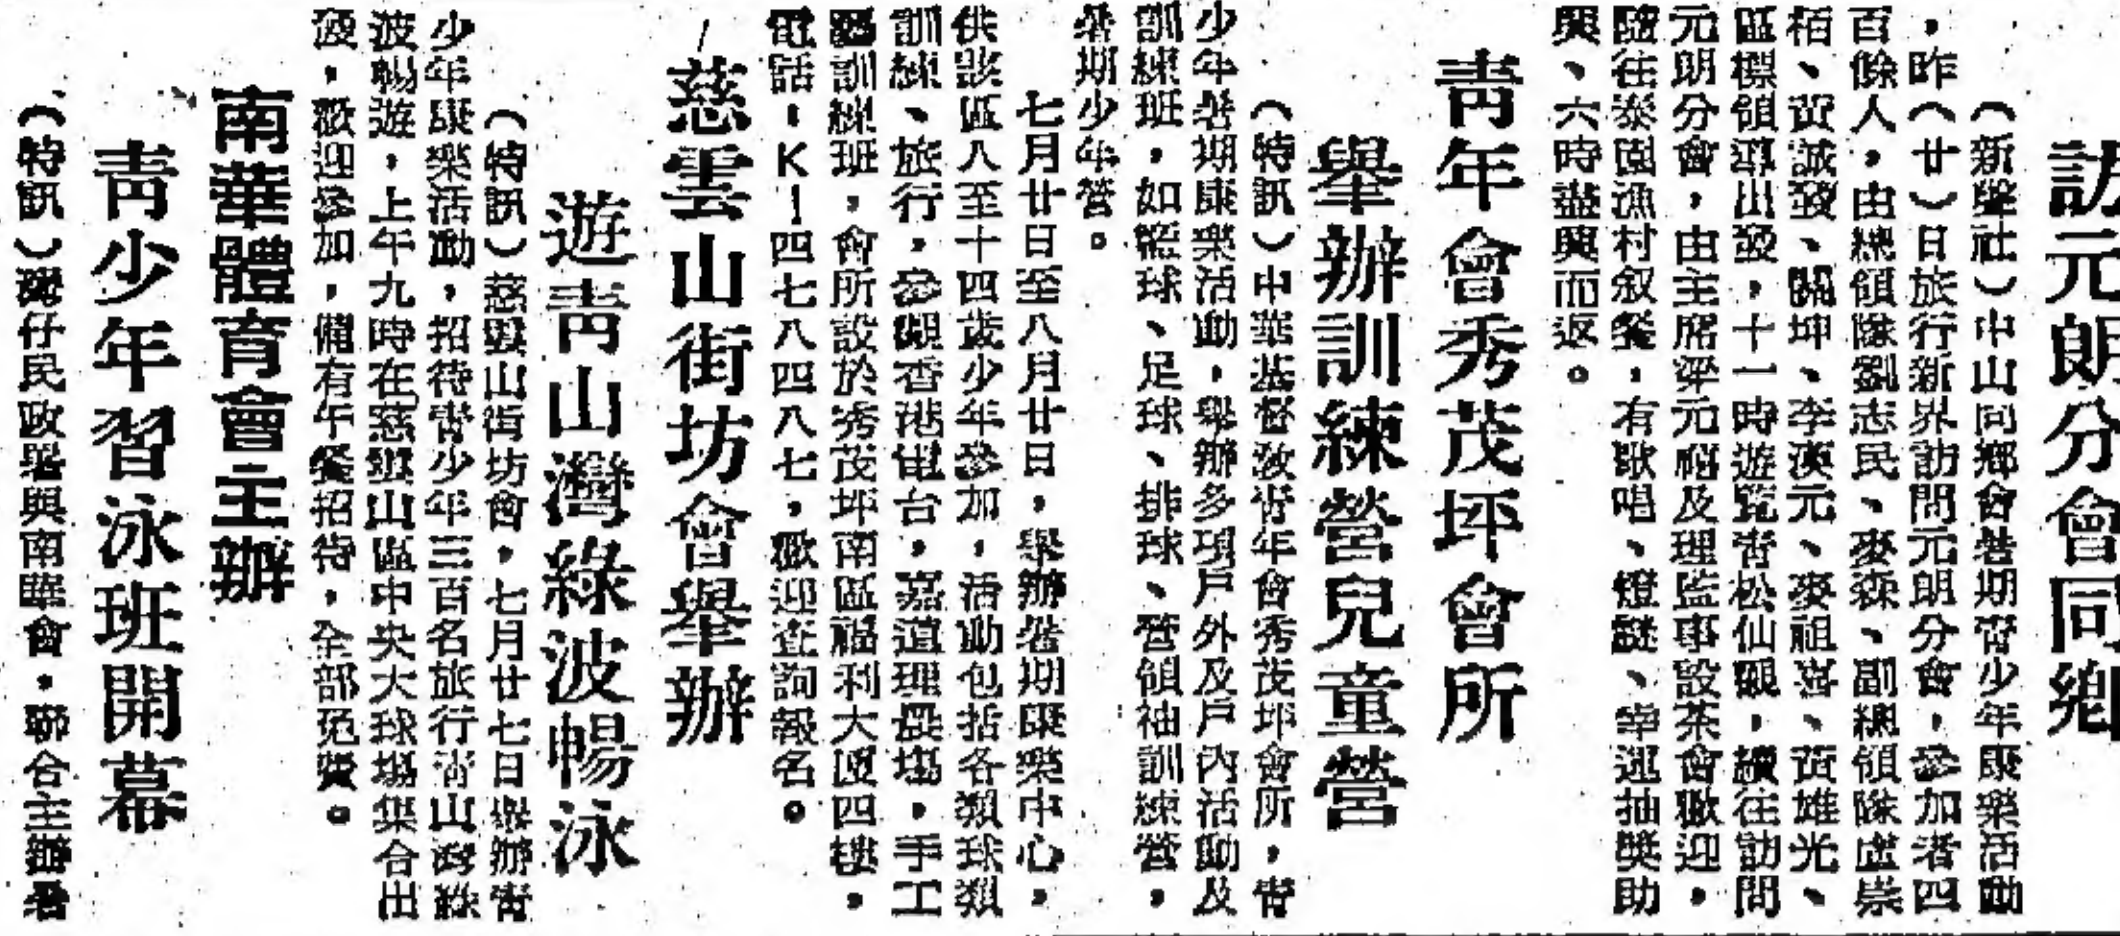 訪元朗分會同鄉
（新聲社）中山同鄉會暑期青少年康樂活動
，昨（廿）日旅行新界訪問元朗分會，參加者四
百餘人，由總領隊劉志民、麥森、副總領隊盧崇
栢、黃誠發、關坤、李漢元、麥祖喜、黃雄光、
區標領導出發，十一時遊覽青松仙觀，續往訪問
元朗分會，由主席梁元福及理監事設茶會歡迎，
隨往泰園漁村叙餐，有歌唱、燈謎、幸運抽獎助
興、六時盡興而返。
青年會秀茂坪會所
舉辦訓練營兒童營
（特訊）中華基督教青年會秀茂坪會所，青
少年暑期康樂活動，舉辦多項戶外及戶內活動及
訓練班，如籃球、足球、排球、營領袖訓練營，
暑期少年營。
七月廿日至八月廿日，舉辦暑期康樂中心，
供該區八至十四歲少年參加，活動包括各類球類
訓練、旅行，參觀香港電台，嘉道理農塲，手工
訓練班，會所設於秀茂坪南區福利大廈四樓，
電話，K—四七八四八七，歡迎查詢報名。
慈雲山街坊會舉辦
遊青山灣綠波暢泳
（特訊）慈雲山街坊會，七月廿七日舉辦青
少年康樂活動，招待青少年三百名旅行青山灣綠
波暢遊，上午九時在慈雲山區中央大球塲集合出
發，歡迎參加，備有午餐招待，全部免費。
南華體育會主辦
青少年習泳班開幕
（特訊）灣仔民政署與南華會，聯合主辦暑